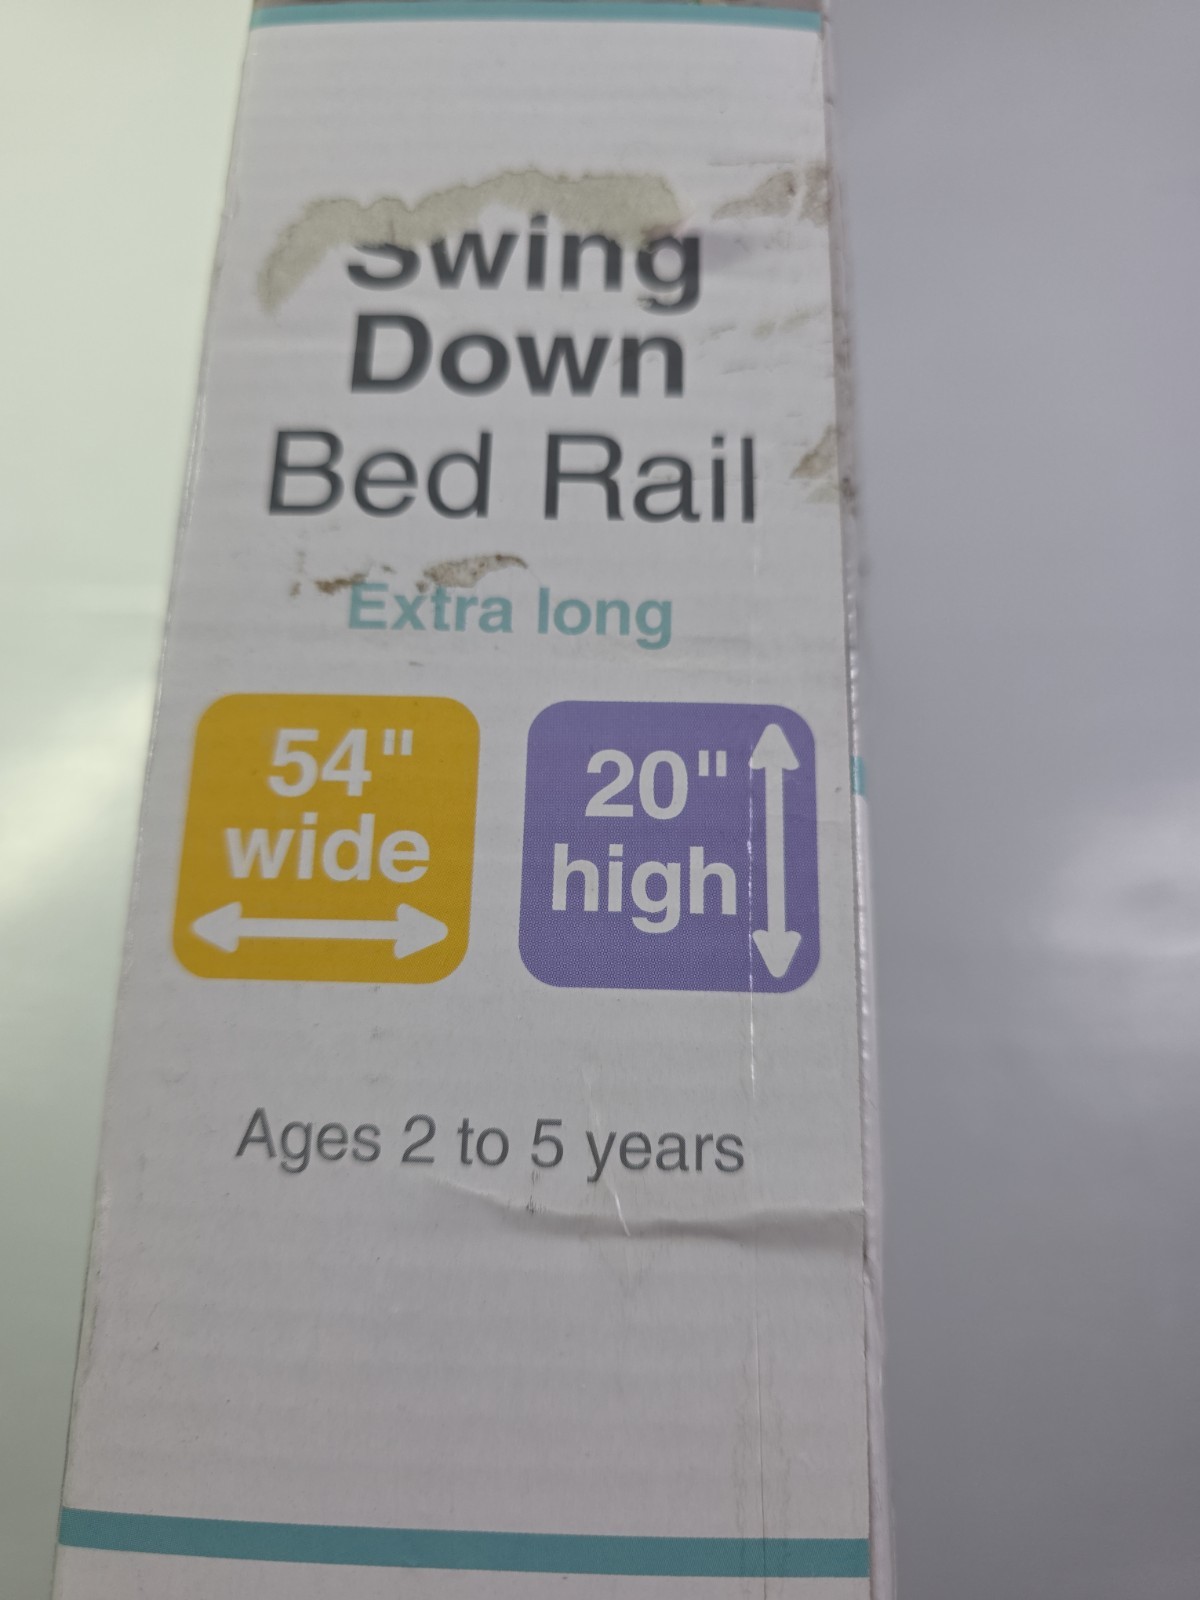 Swing
Down
Bed Rail
Extra long
54"
wide
20"
high
Ages 2 to 5 years